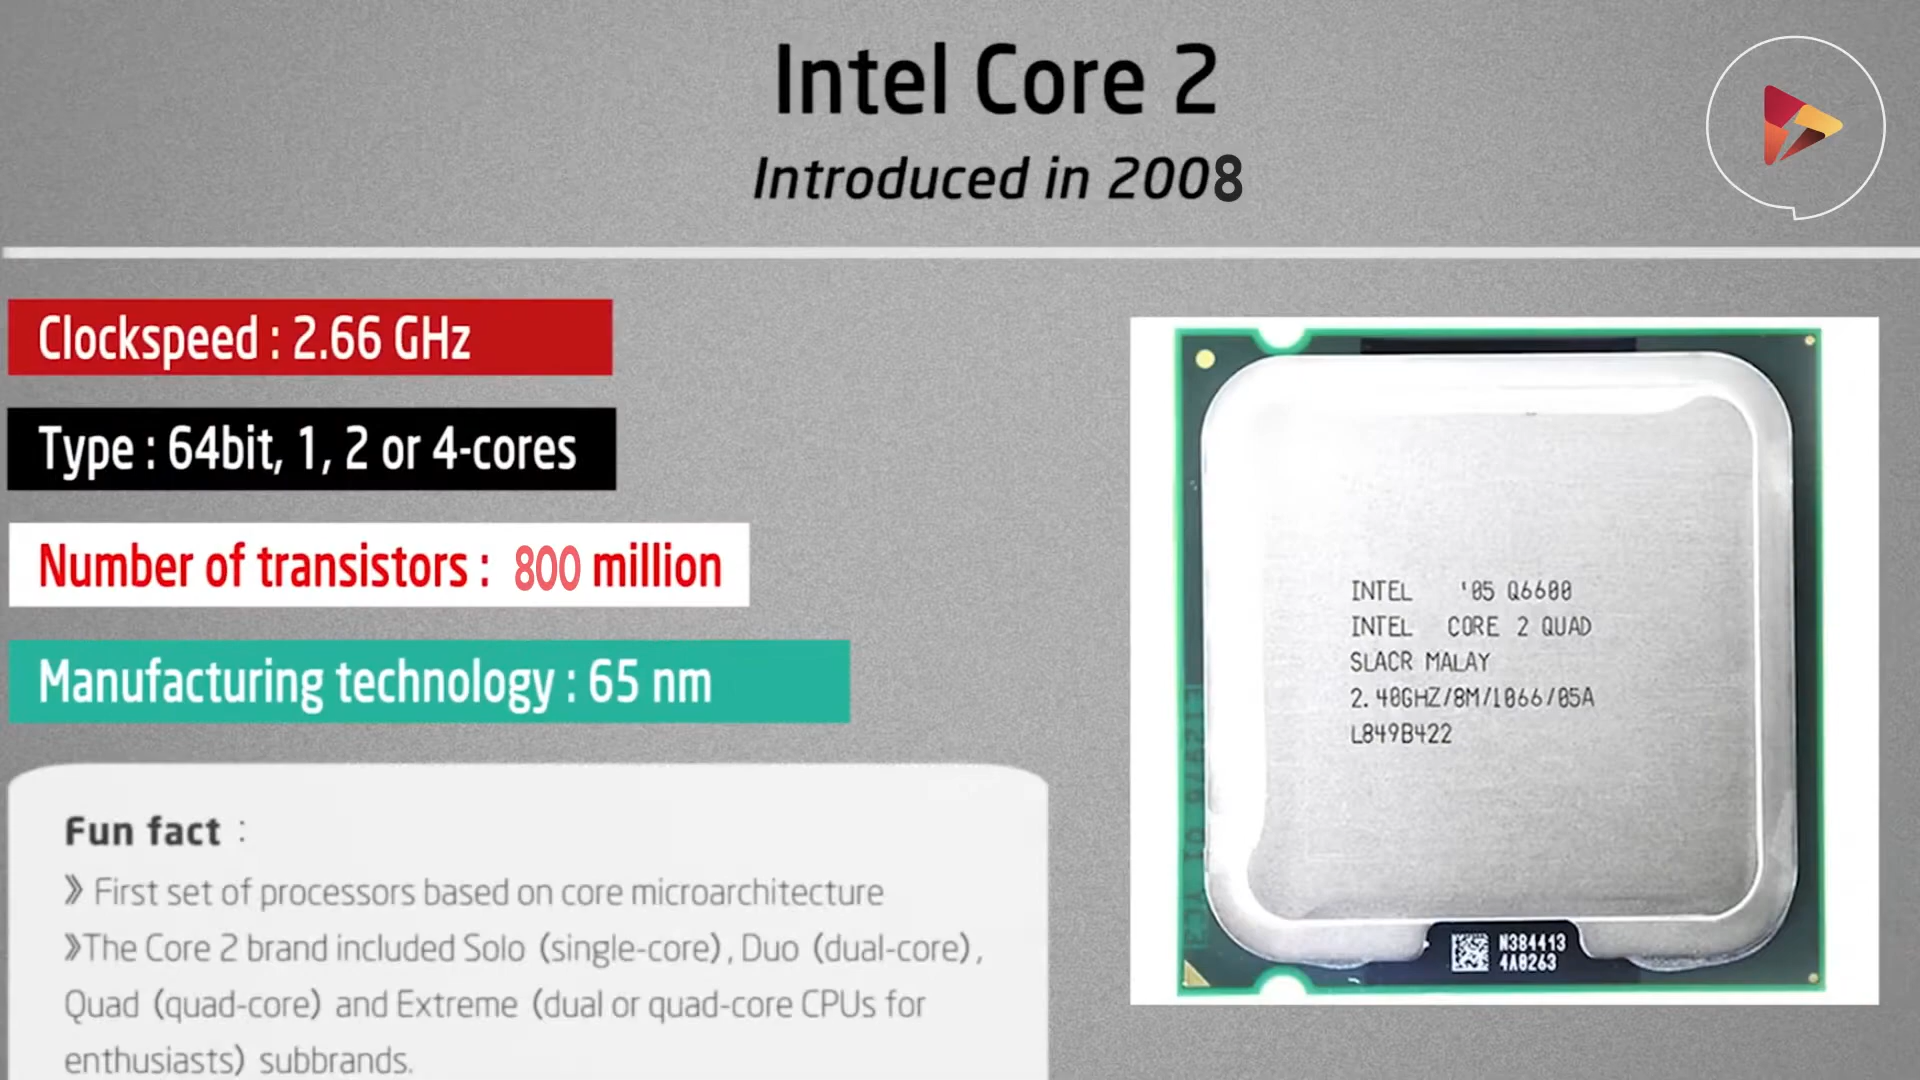 Intel Core 2
Introduced in 2008
Clockspeed : 2.66 GHz
Type : 64bit, 1, 2 or 4-cores
Number of transistors : 800 million
Manufacturing technology : 65 nm
Fun fact :
》First set of processors based on core microarchitecture
》The Core 2 brand included Solo (single-core), Duo (dual-core),
Quad (quad-core) and Extreme (dual or quad-core CPUs for
enthusiasts) subbrands.
INTEL '05 Q6600
INTEL CORE 2 QUAD
SLACR MALAY
2.40GHZ/8M/1066/05A
L849B422
N384413
4A8263